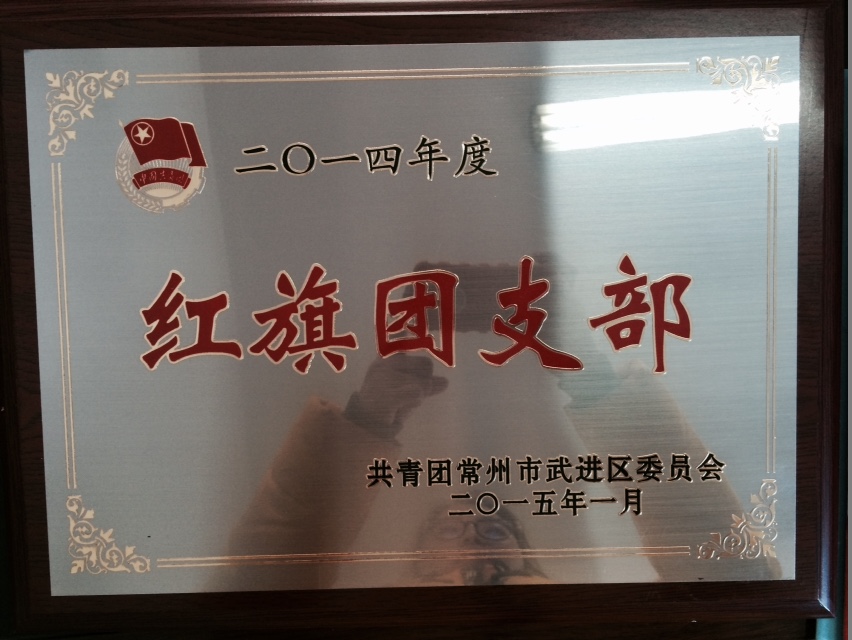 二〇一四年度
红旗团支部
共青团常州市武进区委员会
二〇一五年一月